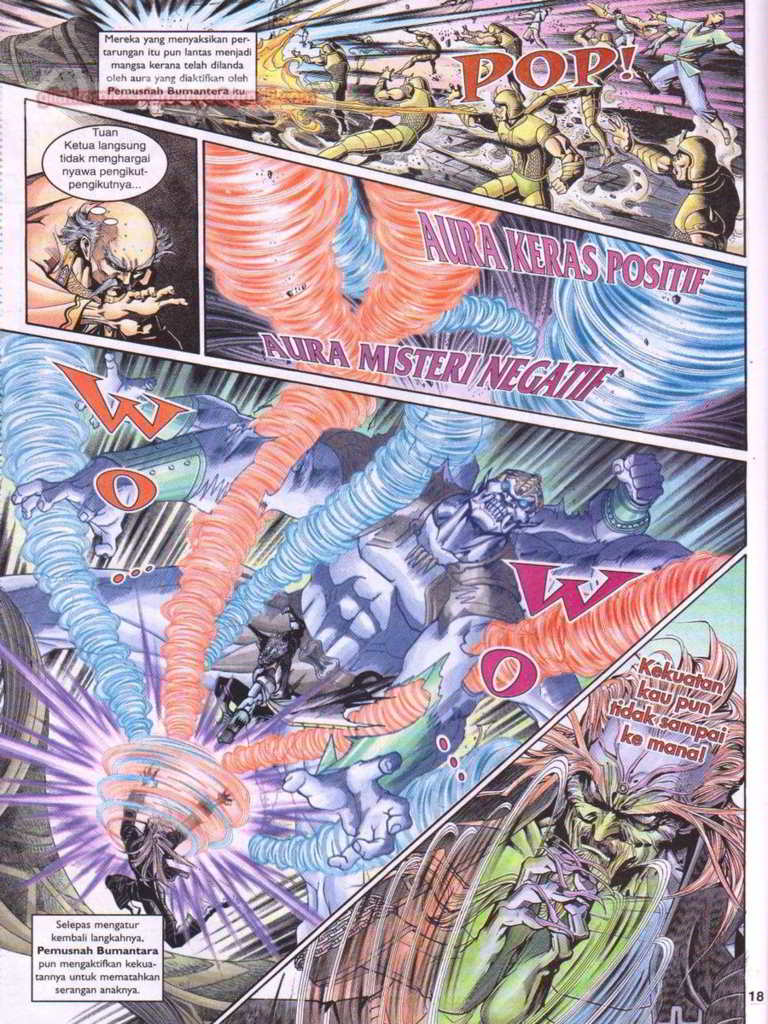 Mereka yang menyaksikan per-
tarungan itu pun lantas menjadi
mangsa kerana telah dilanda
oleh aura yang diaktifkan oleh
Pemusnah Bumantera itu.
POP!
Tuan
Ketua langsung
tidak menghargai
nyawa pengikut-
pengikutnya...
AURA KERAS POSITIF
AURA MISTERI NEGATIF
WO...
WO...
Kekuatan
kau pun
tidak sampai
ke mana!
Selepas mengatur
kembali langkahnya,
Pemusnah Bumantara
pun mengaktifkan kekua-
tannya untuk mematahkan
serangan anaknya.
18